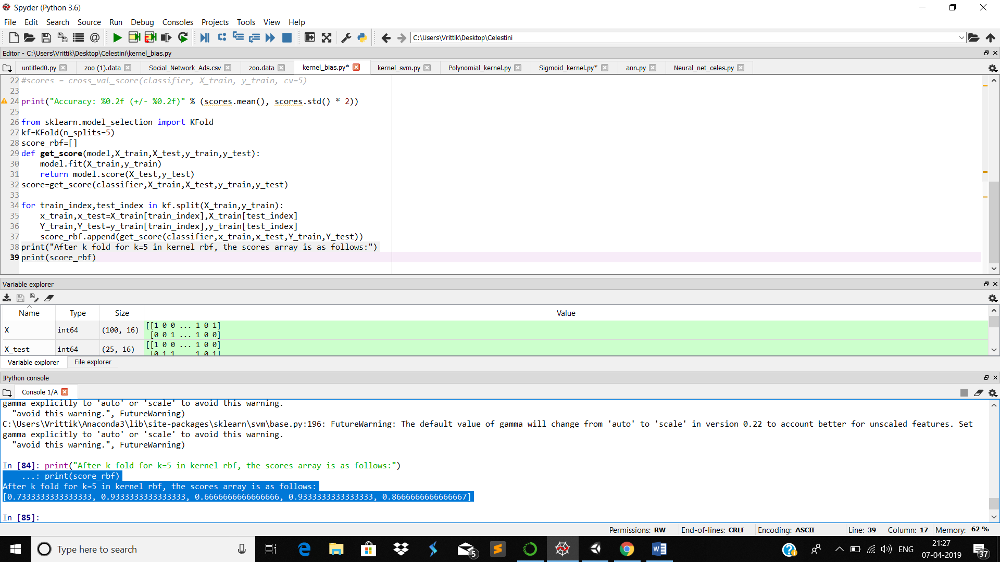 Spyder (Python 3.6)
File Edit Search Source Run Debug Consoles Projects Tools View Help
C:\Users\Vrittik\Desktop\Celestini
Editor - C:\Users\Vrittik\Desktop\Celestini\kernel_bias.py
untitled0.py zoo (1).data Social_Network_Ads.csv zoo.data kernel_bias.py* kernel_svm.py Polynomial_kernel.py Sigmoid_kernel.py* ann.py Neural_net_celes.py
22 #scores = cross_val_score(classifier, X_train, y_train, cv=5)
23
24 print("Accuracy: %0.2f (+/- %0.2f)" % (scores.mean(), scores.std() * 2))
25
26 from sklearn.model_selection import KFold
27 kf=KFold(n_splits=5)
28 score_rbf=[]
29 def get_score(model,X_train,X_test,y_train,y_test):
30     model.fit(X_train,y_train)
31     return model.score(X_test,y_test)
32 score=get_score(classifier,X_train,X_test,y_train,y_test)
33
34 for train_index,test_index in kf.split(X_train,y_train):
35     x_train,x_test=X_train[train_index],X_train[test_index]
36     Y_train,Y_test=y_train[train_index],y_train[test_index]
37     score_rbf.append(get_score(classifier,x_train,x_test,Y_train,Y_test))
38 print("After k fold for k=5 in kernel rbf, the scores array is as follows:")
39 print(score_rbf)
Variable explorer
Name Type Size Value
X int64 (100, 16) [[1 0 0 ... 1 0 1]
[0 0 1 ... 1 0 0]
X_test int64 (25, 16) [[1 0 0 ... 1 0 0]
[0 1 1 ... 1 0 1]
Variable explorer File explorer
IPython console
Console 1/A
gamma explicitly to 'auto' or 'scale' to avoid this warning.
  "avoid this warning.", FutureWarning)
C:\Users\Vrittik\Anaconda3\lib\site-packages\sklearn\svm\base.py:196: FutureWarning: The default value of gamma will change from 'auto' to 'scale' in version 0.22 to account better for unscaled features. Set
gamma explicitly to 'auto' or 'scale' to avoid this warning.
  "avoid this warning.", FutureWarning)
In [84]: print("After k fold for k=5 in kernel rbf, the scores array is as follows:")
    ...: print(score_rbf)
After k fold for k=5 in kernel rbf, the scores array is as follows:
[0.7333333333333333, 0.9333333333333333, 0.6666666666666666, 0.9333333333333333, 0.8666666666666667]
In [85]:
Permissions: RW End-of-lines: CRLF Encoding: ASCII Line: 39 Column: 17 Memory: 62 %
Type here to search
5
ENG
21:27
07-04-2019
37